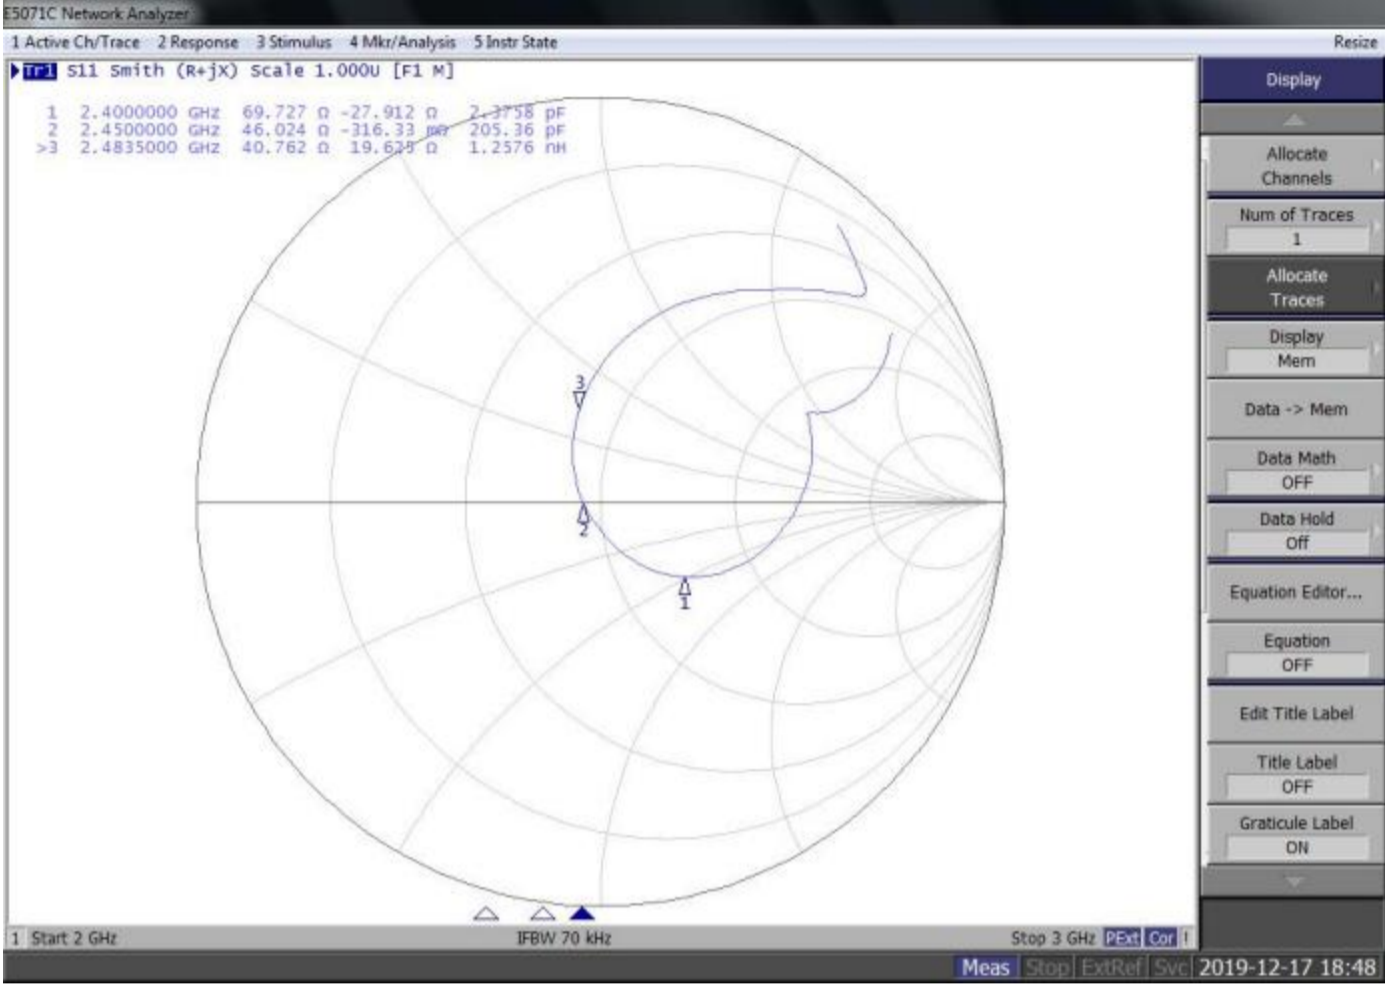 E5071C Network Analyzer
1 Active Ch/Trace 2 Response 3 Stimulus 4 Mkr/Analysis 5 Instr State
Resize
Tr1 S11 Smith (R+jX) Scale 1.000U [F1 M]
1 2.4000000 GHz 69.727 Ω -27.912 Ω 2.3758 pF
2 2.4500000 GHz 46.024 Ω -316.33 mΩ 205.36 pF
>3 2.4835000 GHz 40.762 Ω 19.625 Ω 1.2576 nH
3
2
1
1 Start 2 GHz
IFBW 70 kHz
Stop 3 GHz PExt Cor !
Display
Allocate
Channels
Num of Traces
1
Allocate
Traces
Display
Mem
Data -> Mem
Data Math
OFF
Data Hold
Off
Equation Editor...
Equation
OFF
Edit Title Label
Title Label
OFF
Graticule Label
ON
Meas Stop ExtRef Svc 2019-12-17 18:48